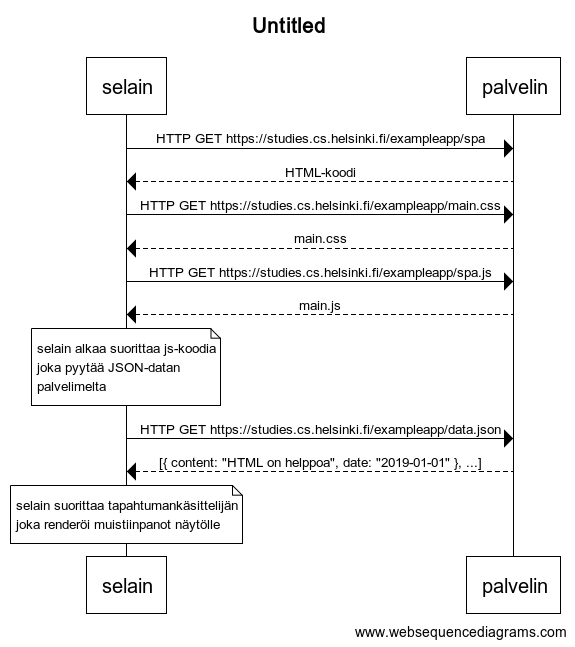 Untitled
selain
palvelin
HTTP GET https://studies.cs.helsinki.fi/exampleapp/spa
HTML-koodi
HTTP GET https://studies.cs.helsinki.fi/exampleapp/main.css
main.css
HTTP GET https://studies.cs.helsinki.fi/exampleapp/spa.js
main.js
selain alkaa suorittaa js-koodia
joka pyytää JSON-datan
palvelimelta
HTTP GET https://studies.cs.helsinki.fi/exampleapp/data.json
[{ content: "HTML on helppoa", date: "2019-01-01" }, ...]
selain suorittaa tapahtumankäsittelijän
joka renderöi muistiinpanot näytölle
selain
palvelin
www.websequencediagrams.com